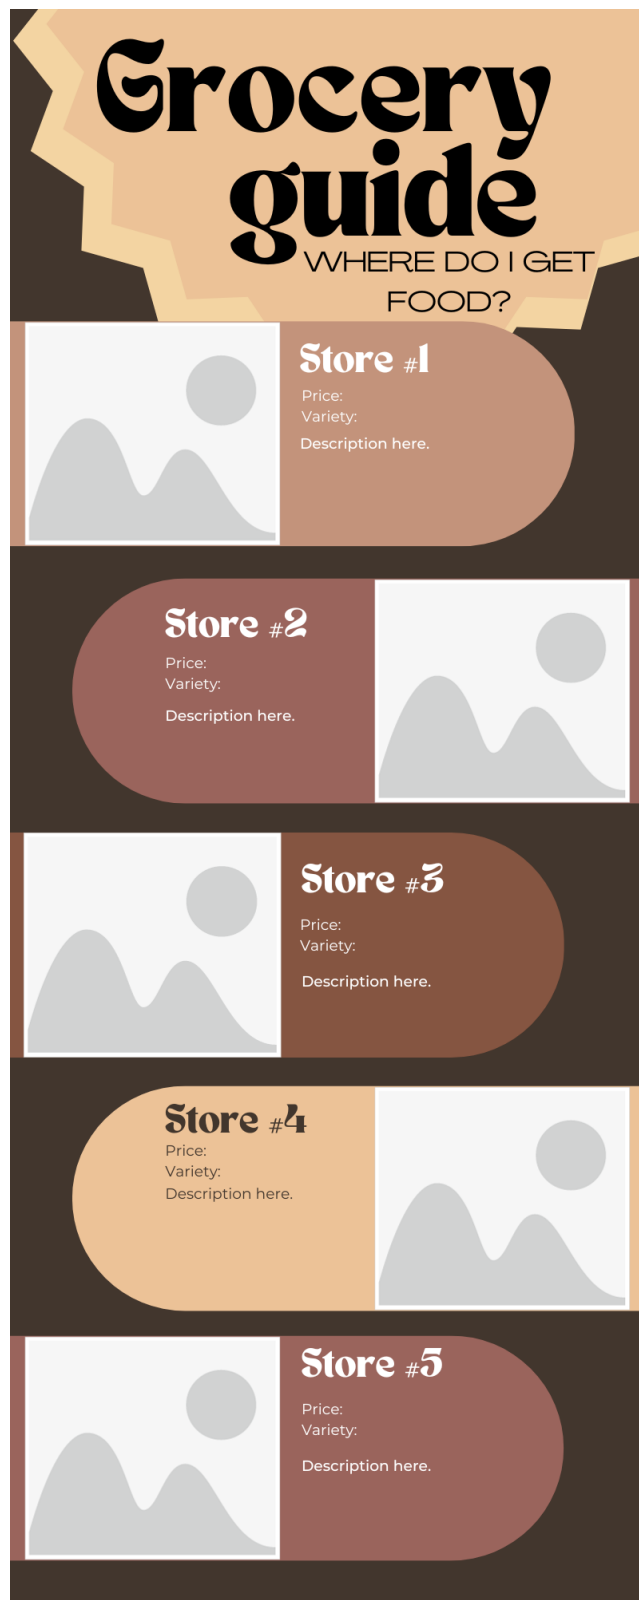 Grocery
guide
WHERE DO I GET
FOOD?
Store #1
Price:
Variety:
Description here.
Store #2
Price:
Variety:
Description here.
Store #3
Price:
Variety:
Description here.
Store #4
Price:
Variety:
Description here.
Store #5
Price:
Variety:
Description here.